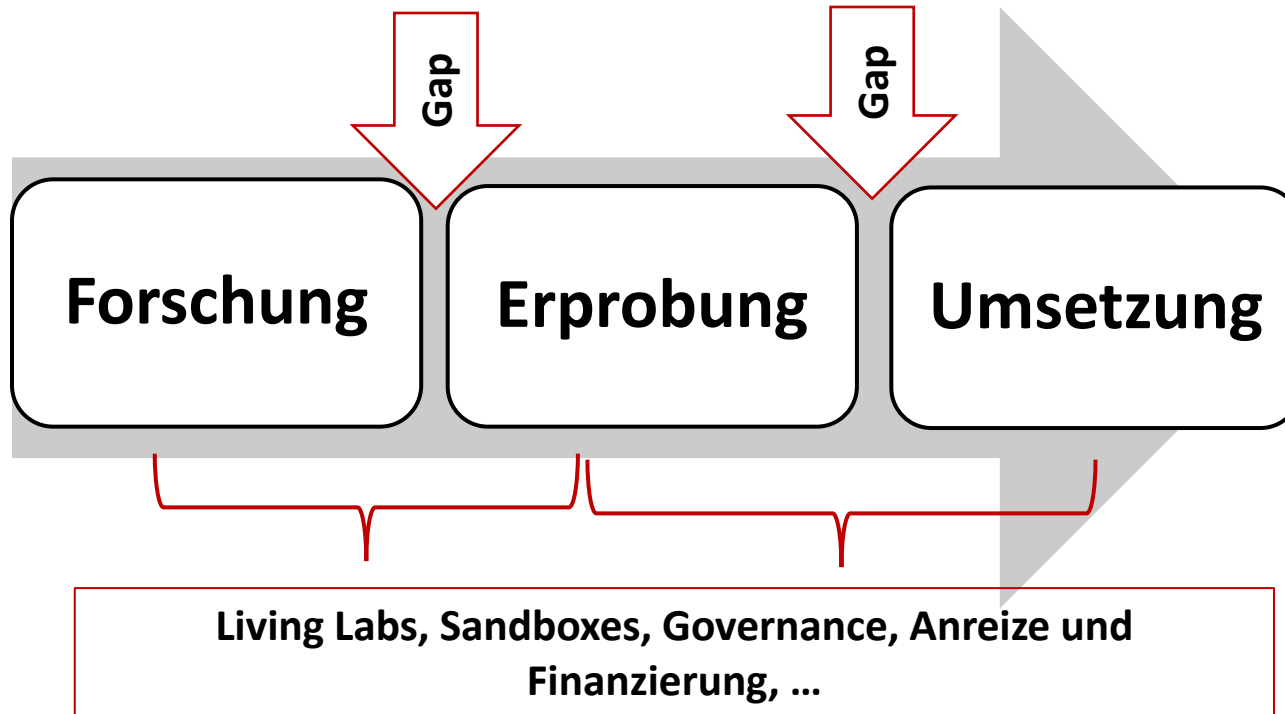 Gap
Gap
Forschung
Erprobung
Umsetzung
Living Labs, Sandboxes, Governance, Anreize und
Finanzierung, ...